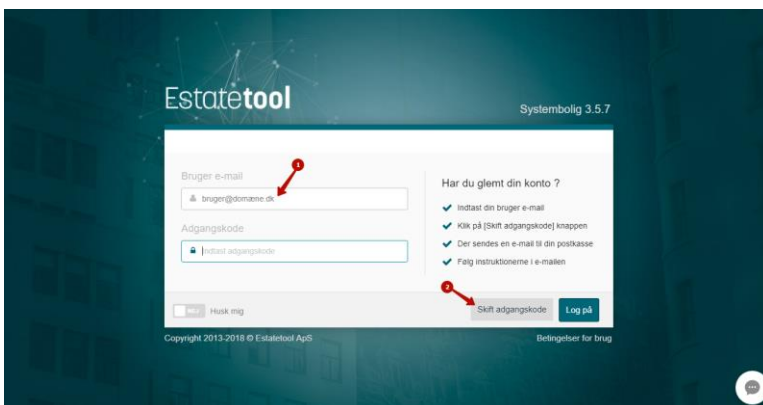 Estatetool
Systembolig 3.5.7
Bruger e-mail
1
bruger@domæne.dk
Adgangskode
Indtast adgangskode
Har du glemt din konto ?
Indtast din bruger e-mail
Klik på [Skift adgangskode] knappen
Der sendes en e-mail til din postkasse
Følg instruktionerne i e-mailen
2
NEJ Husk mig
Skift adgangskode Log på
Copyright 2013-2018 © Estatetool ApS
Betingelser for brug